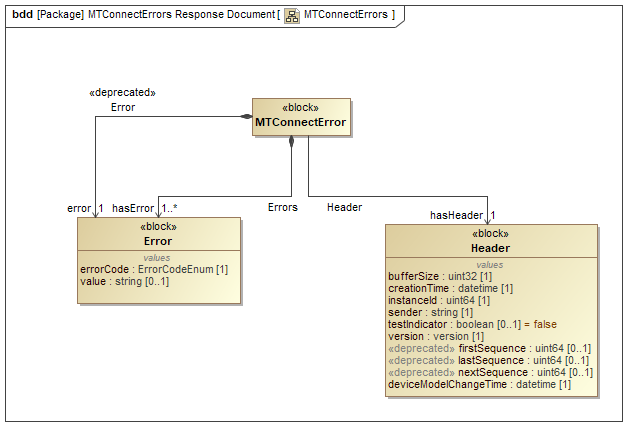 bdd [Package] MTConnectErrors Response Document [ MTConnectErrors ]
«deprecated»
Error
«block»
MTConnectError
error 1 hasError 1..*
Errors
Header
hasHeader 1
«block»
Error
values
errorCode : ErrorCodeEnum [1]
value : string [0..1]
«block»
Header
values
bufferSize : uint32 [1]
creationTime : datetime [1]
instanceId : uint64 [1]
sender : string [1]
testIndicator : boolean [0..1] = false
version : version [1]
«deprecated» firstSequence : uint64 [0..1]
«deprecated» lastSequence : uint64 [0..1]
«deprecated» nextSequence : uint64 [0..1]
deviceModelChangeTime : datetime [1]